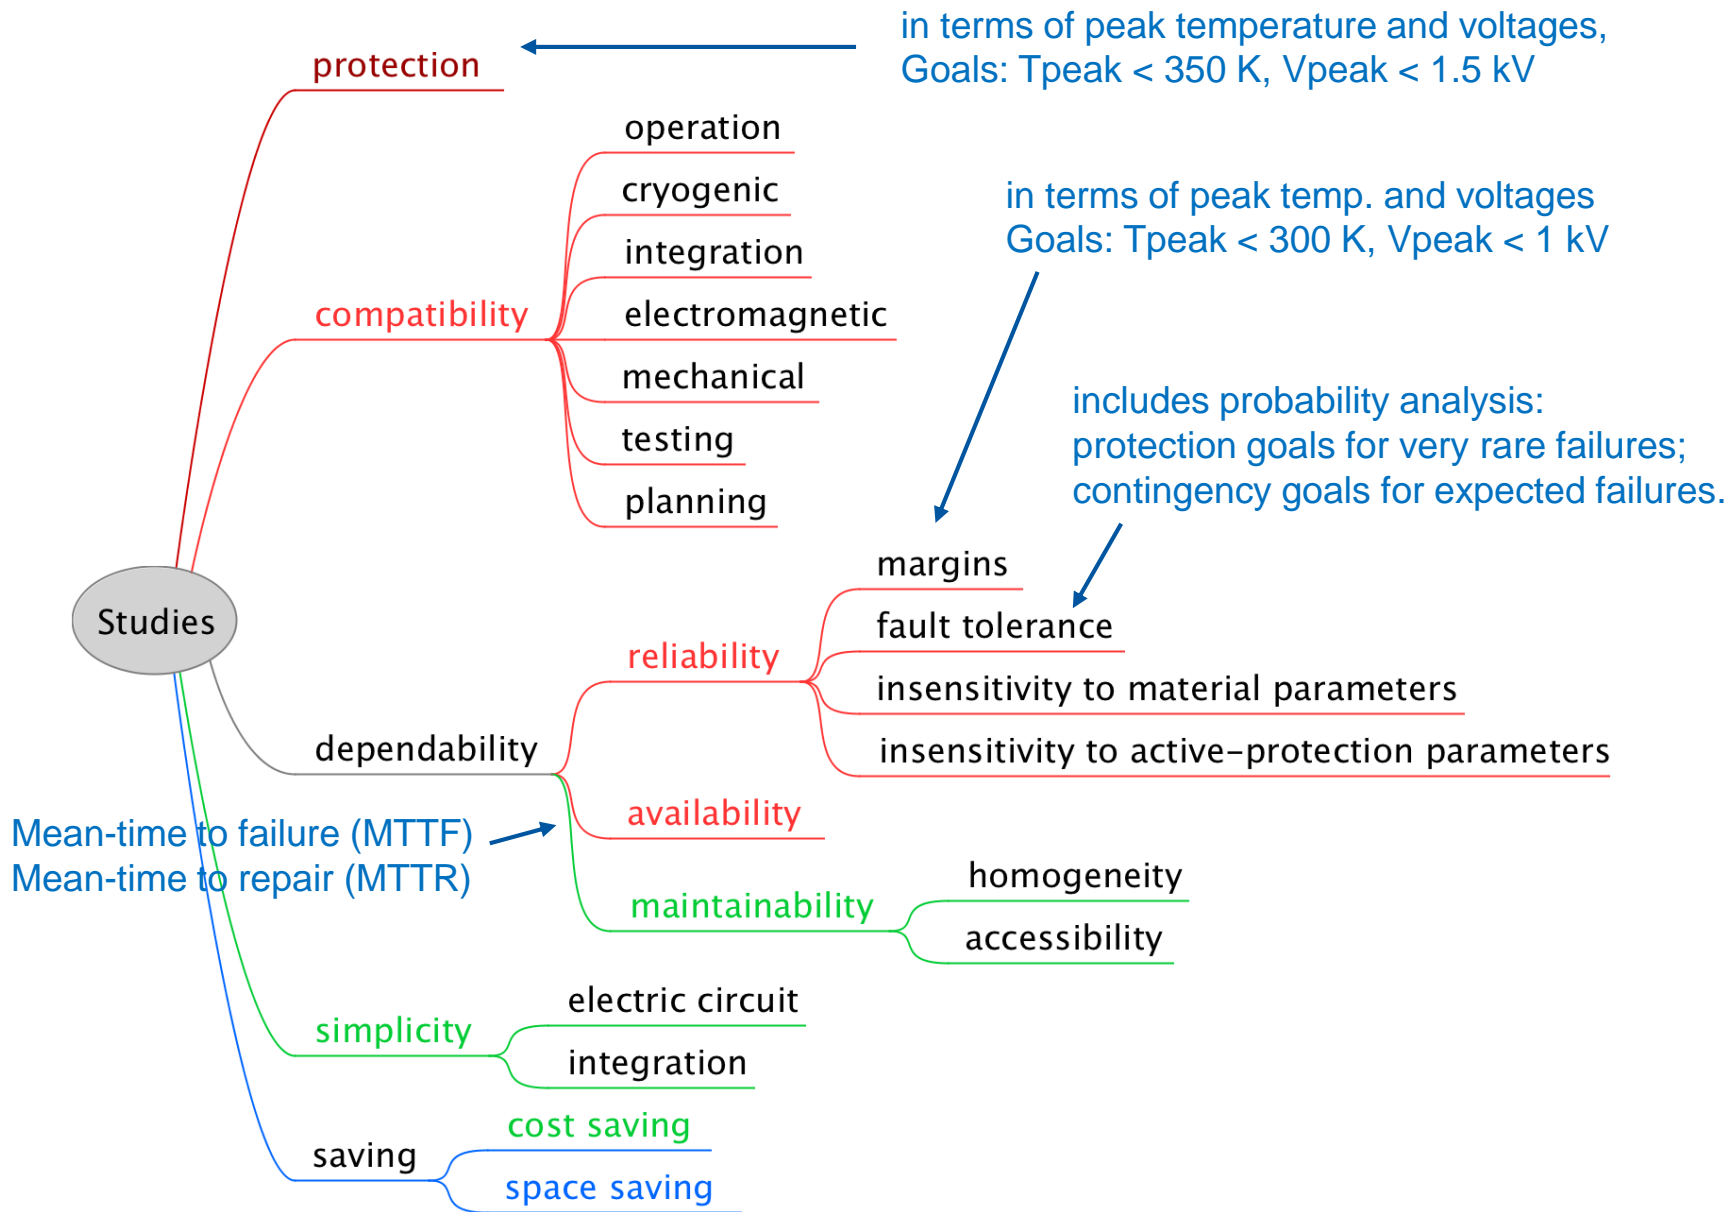 in terms of peak temperature and voltages,
Goals: Tpeak < 350 K, Vpeak < 1.5 kV
protection
operation
cryogenic
integration
electromagnetic
mechanical
testing
planning
compatibility
in terms of peak temp. and voltages
Goals: Tpeak < 300 K, Vpeak < 1 kV
includes probability analysis:
protection goals for very rare failures;
contingency goals for expected failures.
Studies
margins
fault tolerance
insensitivity to material parameters
insensitivity to active–protection parameters
reliability
dependability
availability
Mean-time to failure (MTTF)
Mean-time to repair (MTTR)
maintainability
homogeneity
accessibility
electric circuit
simplicity
integration
cost saving
saving
space saving